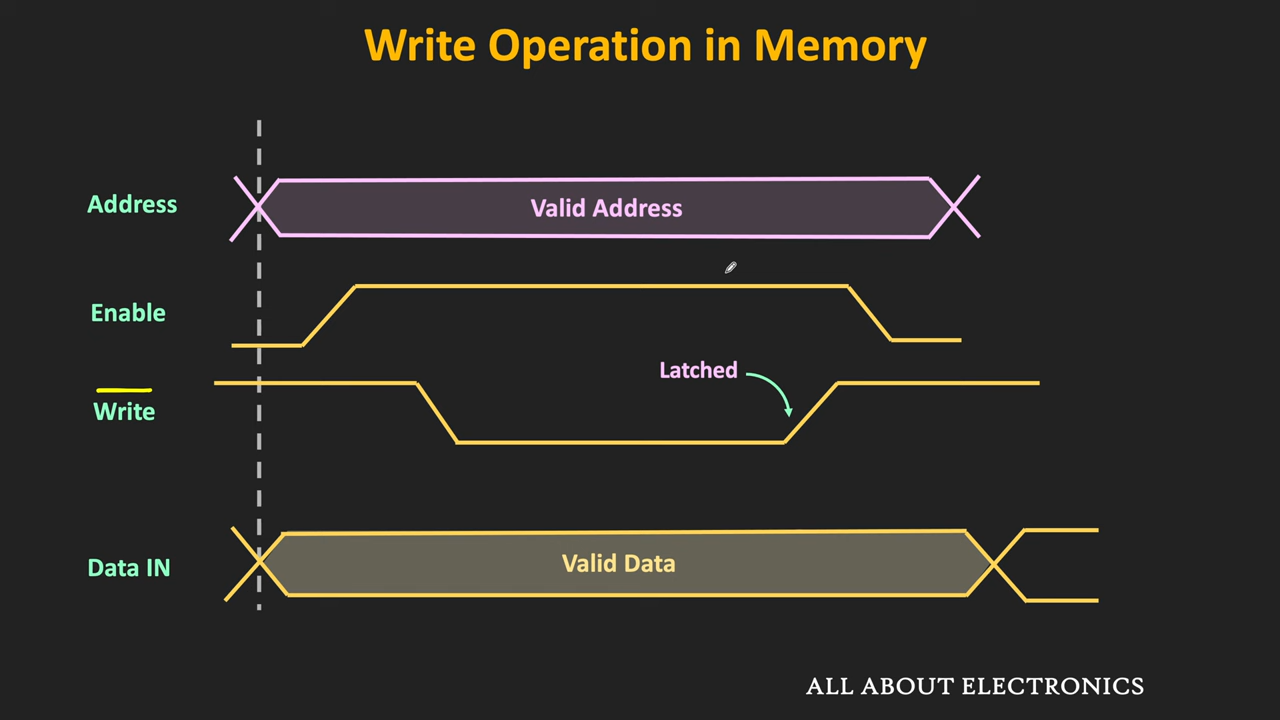 Write Operation in Memory
Address
Valid Address
Enable
Latched
Write
Data IN
Valid Data
ALL ABOUT ELECTRONICS